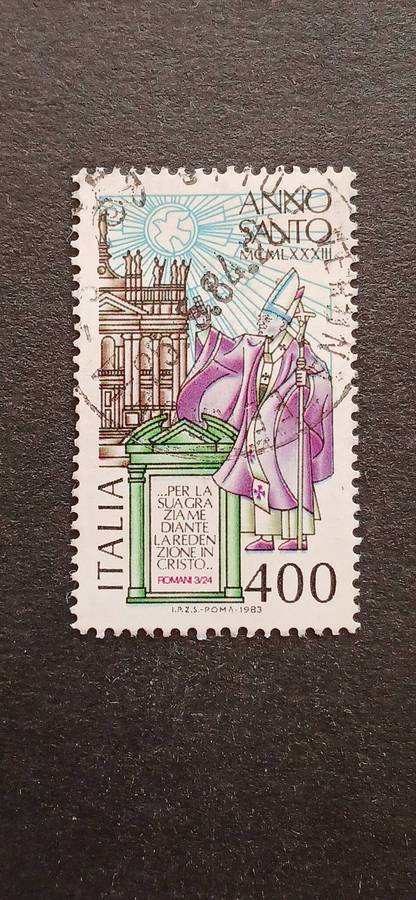 ANNO
SANTO
MCMLXXXIII
.84.
...PER LA
SUA GRA
ZIA ME
DIANTE
LA REDEN
ZIONE IN
CRISTO...
ROMANI 3/24
ITALIA
400
I.P.Z.S.-ROMA-1983